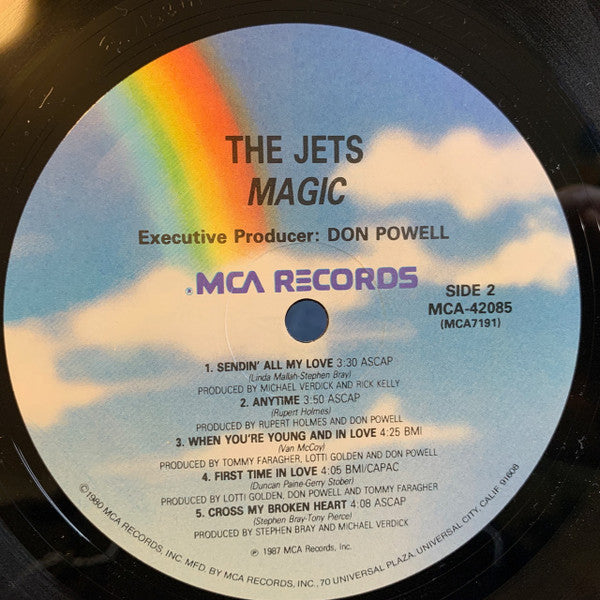 THE JETS
MAGIC
Executive Producer: DON POWELL
® MCA RECORDS
SIDE 2
MCA-42085
(MCA7191)
1. SENDIN' ALL MY LOVE 3:30 ASCAP
(Linda Mallah-Stephen Bray)
PRODUCED BY MICHAEL VERDICK AND RICK KELLY
2. ANYTIME 3:50 ASCAP
(Rupert Holmes)
PRODUCED BY RUPERT HOLMES AND DON POWELL
3. WHEN YOU'RE YOUNG AND IN LOVE 4:25 BMI
(Van McCoy)
PRODUCED BY TOMMY FARAGHER, LOTTI GOLDEN AND DON POWELL
4. FIRST TIME IN LOVE 4:05 BMI/CAPAC
(Duncan Paine-Gerry Stober)
PRODUCED BY LOTTI GOLDEN, DON POWELL AND TOMMY FARAGHER
5. CROSS MY BROKEN HEART 4:08 ASCAP
(Stephen Bray-Tony Pierce)
PRODUCED BY STEPHEN BRAY AND MICHAEL VERDICK
℗ 1987 MCA Records, Inc.
© 1980 MCA RECORDS, INC. MFD. BY MCA RECORDS, INC., 70 UNIVERSAL PLAZA, UNIVERSAL CITY, CALIF. 91608